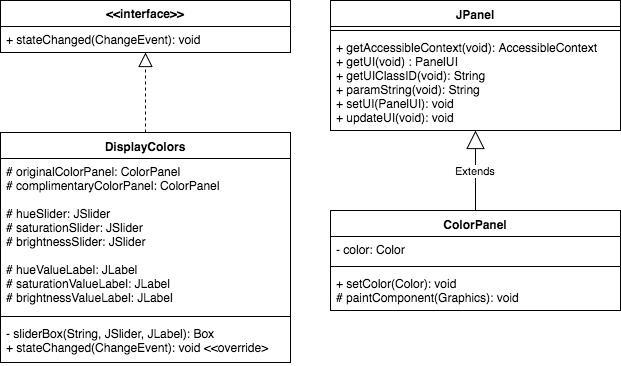 <<interface>>
+ stateChanged(ChangeEvent): void
DisplayColors
# originalColorPanel: ColorPanel
# complimentaryColorPanel: ColorPanel
# hueSlider: JSlider
# saturationSlider: JSlider
# brightnessSlider: JSlider
# hueValueLabel: JLabel
# saturationValueLabel: JLabel
# brightnessValueLabel: JLabel
- sliderBox(String, JSlider, JLabel): Box
+ stateChanged(ChangeEvent): void <<override>
JPanel
+ getAccessibleContext(void): AccessibleContext
+ getUI(void) : PanelUI
+ getUIClassID(void): String
+ paramString(void): String
+ setUI(PanelUI): void
+ updateUI(void): void
Extends
ColorPanel
- color: Color
+ setColor(Color): void
# paintComponent(Graphics): void